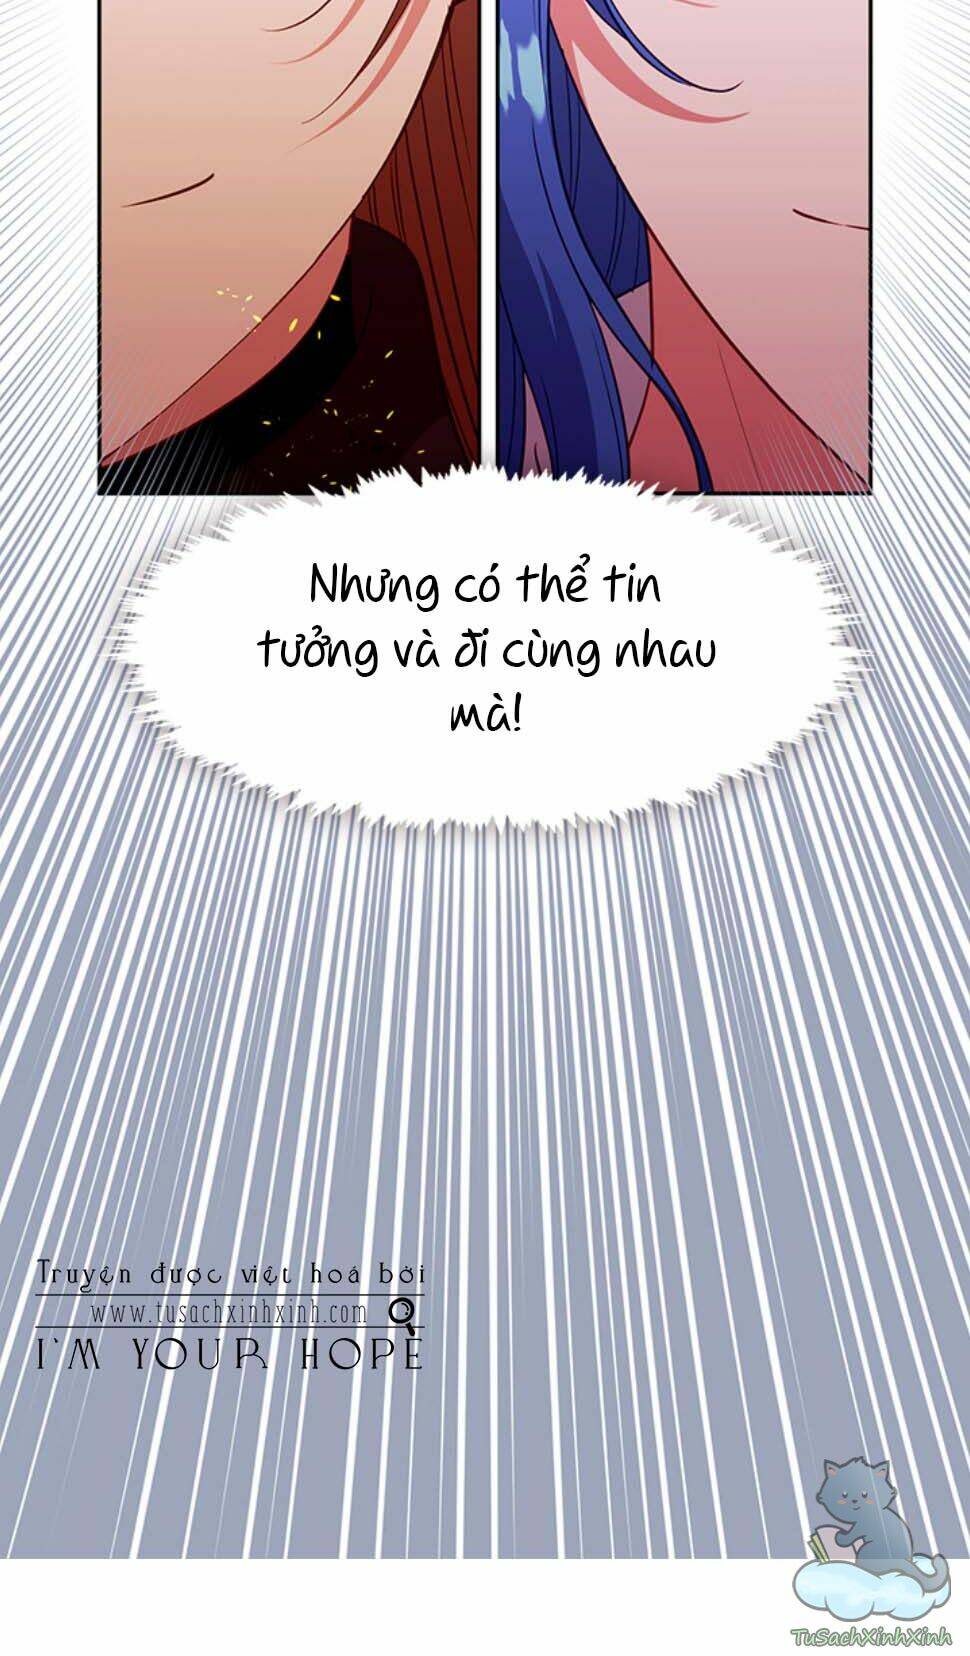 Nhưng có thể tin
tưởng và đi cùng nhau
mà!
Truyện được việt hoá bởi
www.tusachxinhxinh.com
I'M YOUR HOPE
TuSachXinhXinh